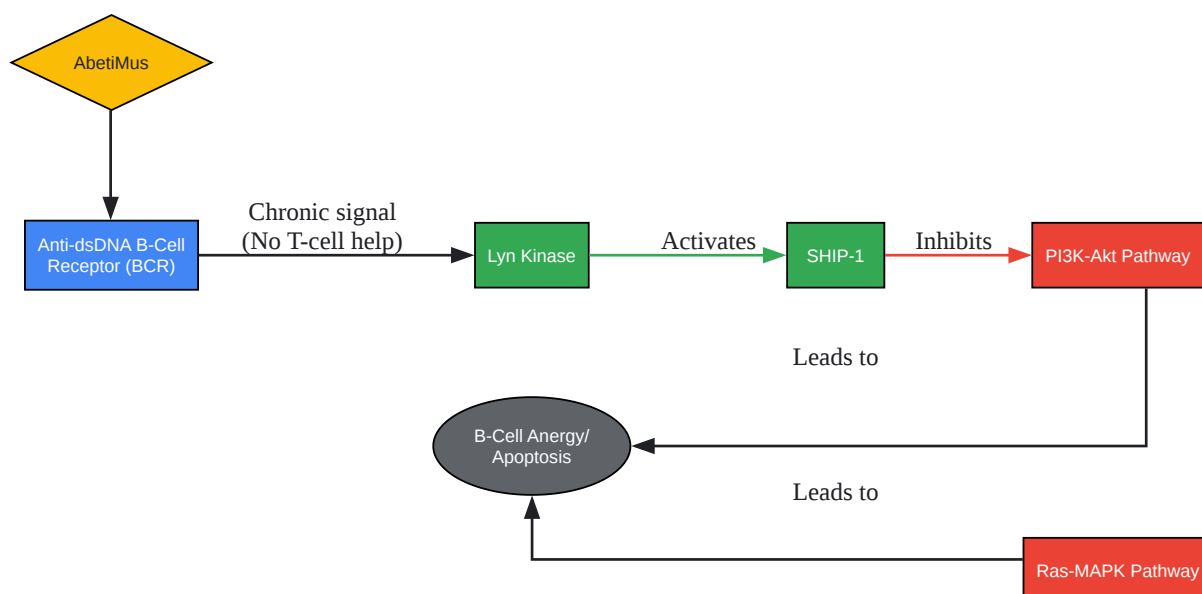 AbetiMus
Chronic signal
(No T-cell help)
Anti-dsDNA B-Cell
Receptor (BCR)
Lyn Kinase
Activates
SHIP-1
Inhibits
PI3K-Akt Pathway
Leads to
B-Cell Anergy/
Apoptosis
Leads to
Ras-MAPK Pathway